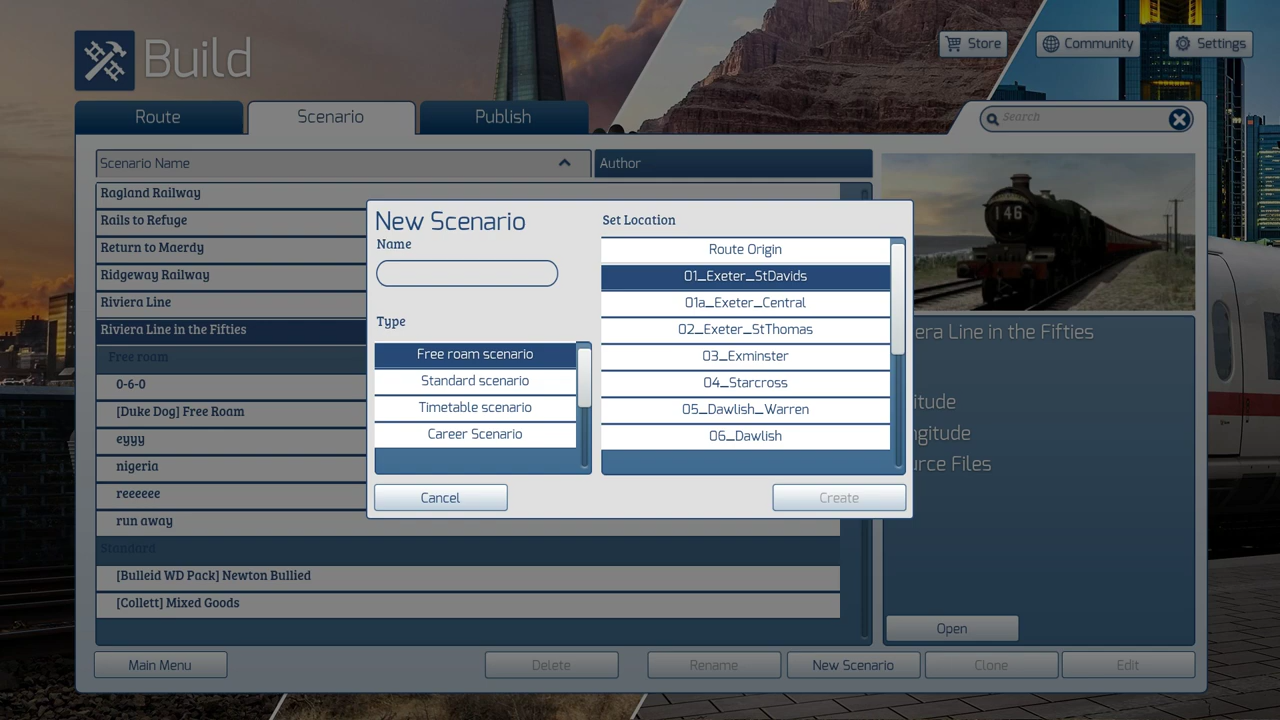 Build
Store
Community
Settings
Route
Scenario
Publish
Search
Scenario Name
Author
Ragland Railway
Rails to Refuge
Return to Maerdy
Ridgeway Railway
Riviera Line
Riviera Line in the Fifties
Free roam
0-6-0
[Duke Dog] Free Roam
eyyy
nigeria
reeeeee
run away
Standard
[Bulleid WD Pack] Newton Bullied
[Collett] Mixed Goods
New Scenario
Name
Type
Free roam scenario
Standard scenario
Timetable scenario
Career Scenario
Cancel
Set Location
Route Origin
01_Exeter_StDavids
01a_Exeter_Central
02_Exeter_StThomas
03_Exminster
04_Starcross
05_Dawlish_Warren
06_Dawlish
Create
146
era Line in the Fifties
itude
ngitude
urce Files
Open
Main Menu
Delete
Rename
New Scenario
Clone
Edit